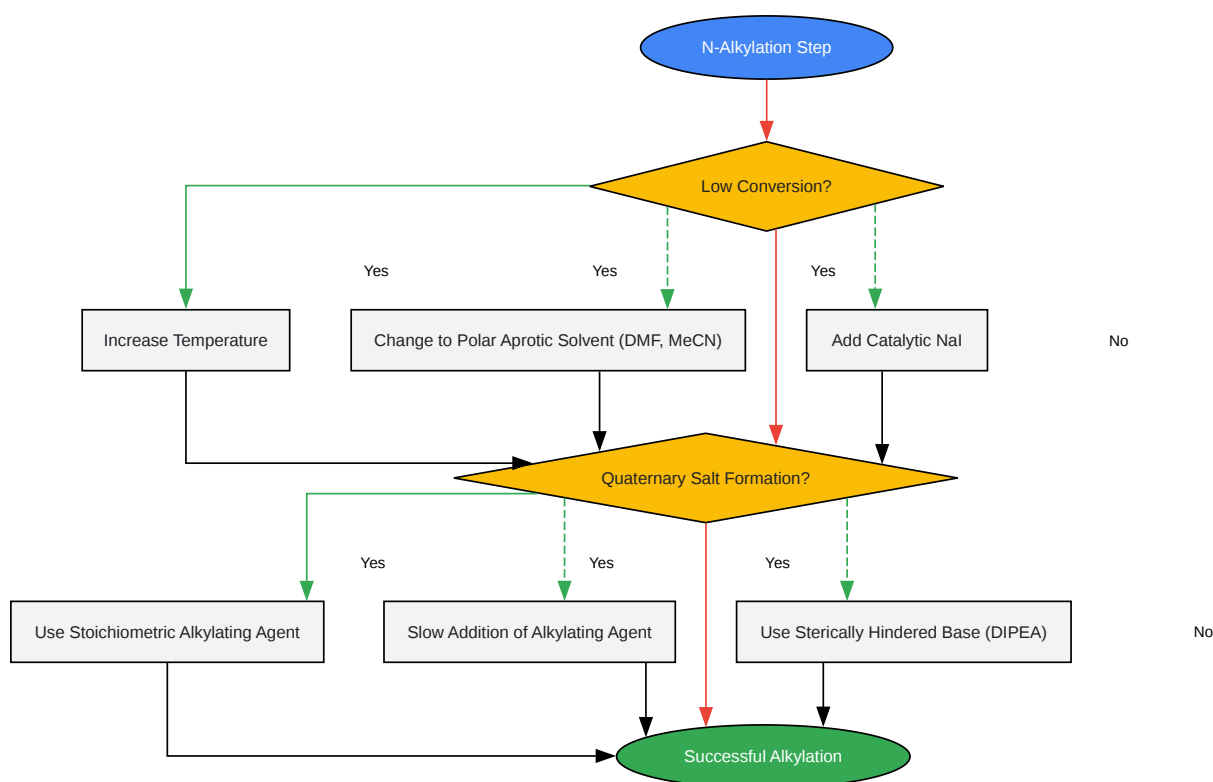 N-Alkylation Step
Low Conversion?
Yes
Yes
Yes
Increase Temperature
Change to Polar Aprotic Solvent (DMF, MeCN)
Add Catalytic NaI
No
Quaternary Salt Formation?
Yes
Yes
Yes
Use Stoichiometric Alkylating Agent
Slow Addition of Alkylating Agent
Use Sterically Hindered Base (DIPEA)
No
Successful Alkylation